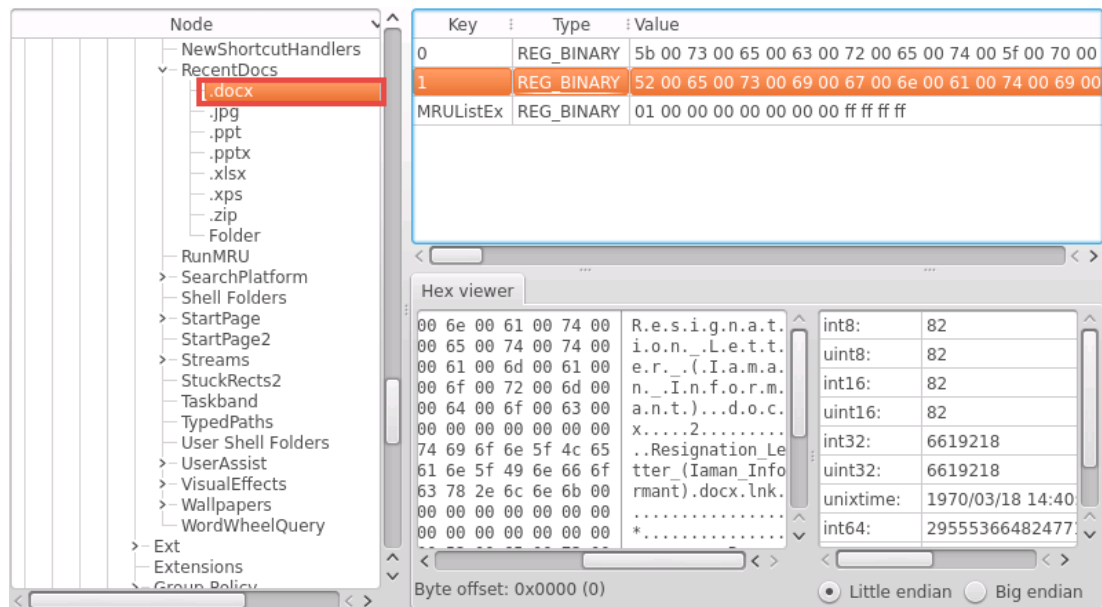 Node
NewShortcutHandlers
RecentDocs
.docx
.jpg
.ppt
.pptx
.xlsx
.xps
.zip
Folder
RunMRU
SearchPlatform
Shell Folders
StartPage
StartPage2
Streams
StuckRects2
Taskband
TypedPaths
User Shell Folders
UserAssist
VisualEffects
Wallpapers
WordWheelQuery
Ext
Extensions
Group Policy
Key Type Value
0 REG_BINARY 5b 00 73 00 65 00 63 00 72 00 65 00 74 00 5f 00 70 00
1 REG_BINARY 52 00 65 00 73 00 69 00 67 00 6e 00 61 00 74 00 69 00
MRUListEx REG_BINARY 01 00 00 00 00 00 00 00 ff ff ff ff
Hex viewer
00 6e 00 61 00 74 00 R.e.s.i.g.n.a.t.
00 65 00 74 00 74 00 i.o.n._.L.e.t.t.
00 61 00 6d 00 61 00 e.r._.(.I.a.m.a.
00 6f 00 72 00 6d 00 n._.I.n.f.o.r.m.
00 64 00 6f 00 63 00 a.n.t.)...d.o.c.
00 00 00 00 00 00 00 x.....2.........
74 69 6f 6e 5f 4c 65 ..Resignation_Le
61 6e 5f 49 6e 66 6f tter_(Iaman_Info
63 78 2e 6c 6e 6b 00 rmant).docx.lnk.
00 00 00 00 00 00 00 ................
00 00 00 00 00 00 00 *...............
int8: 82
uint8: 82
int16: 82
uint16: 82
int32: 6619218
uint32: 6619218
unixtime: 1970/03/18 14:40:
int64: 29555366482477
Byte offset: 0x0000 (0)
Little endian Big endian